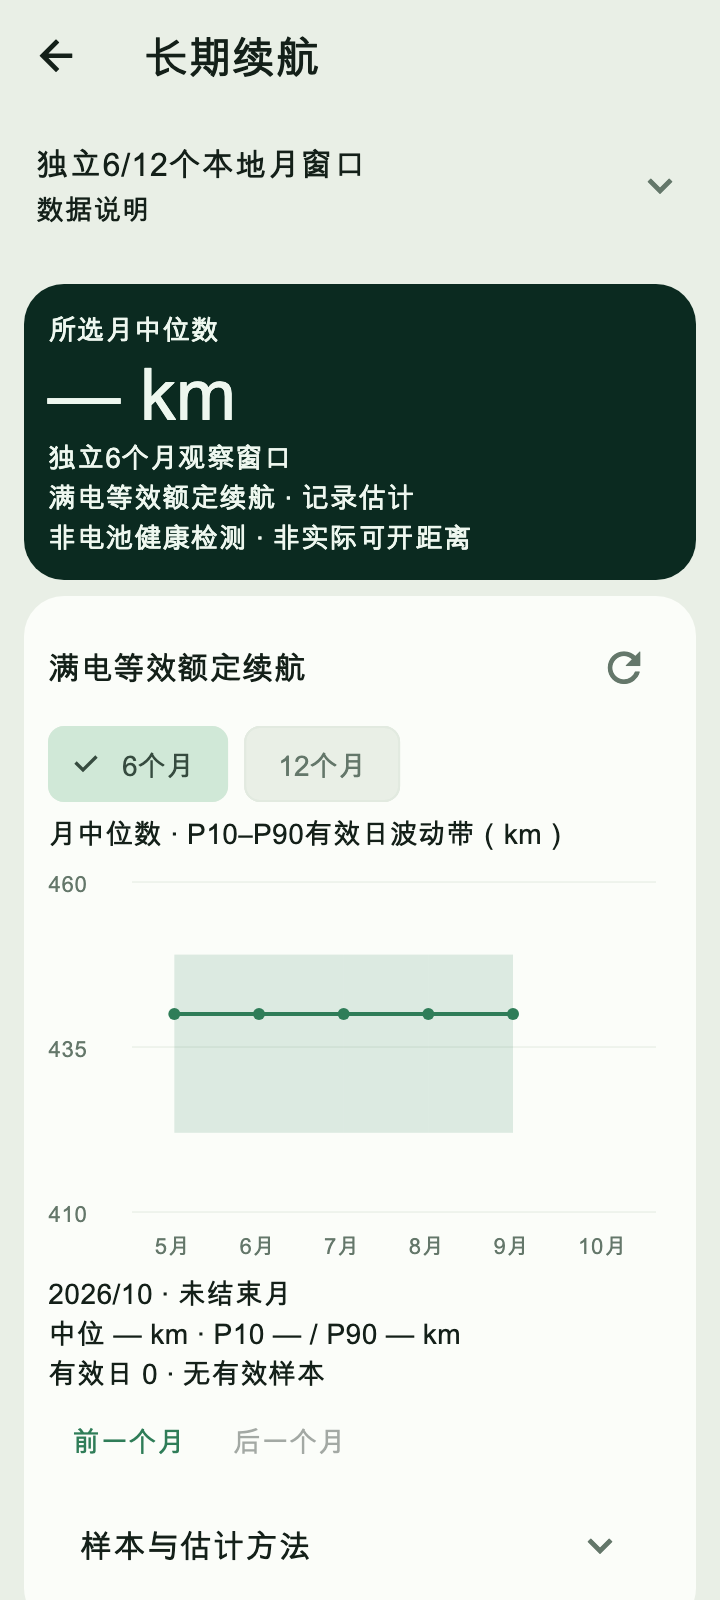 长期续航
独立6/12个本地月窗口
数据说明
所选月中位数
— km
独立6个月观察窗口
满电等效额定续航 · 记录估计
非电池健康检测 · 非实际可开距离
满电等效额定续航
6个月
12个月
月中位数 · P10–P90有效日波动带（km）
460
435
410
5月 6月 7月 8月 9月 10月
2026/10 · 未结束月
中位 — km · P10 — / P90 — km
有效日 0 · 无有效样本
前一个月 后一个月
样本与估计方法